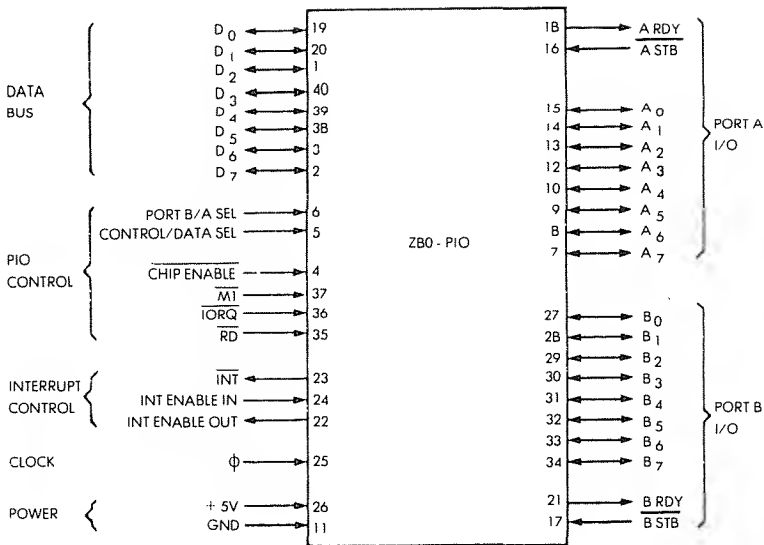 DATA BUS
D0 19
D1 20
D2 1
D3 40
D4 39
D5 3B
D6 3
D7 2
PIO CONTROL
PORT B/A SEL 6
CONTROL/DATA SEL 5
CHIP ENABLE 4
M1 37
IORQ 36
RD 35
INTERRUPT CONTROL
INT 23
INT ENABLE IN 24
INT ENABLE OUT 22
CLOCK
ϕ 25
POWER
+ 5V 26
GND 11
ZB0 - PIO
1B A RDY
16 A STB
15 A0
14 A1
13 A2
12 A3
10 A4
9 A5
B A6
7 A7
PORT A
I/O
27 B0
2B B1
29 B2
30 B3
31 B4
32 B5
33 B6
34 B7
21 B RDY
17 B STB
PORT B
I/O